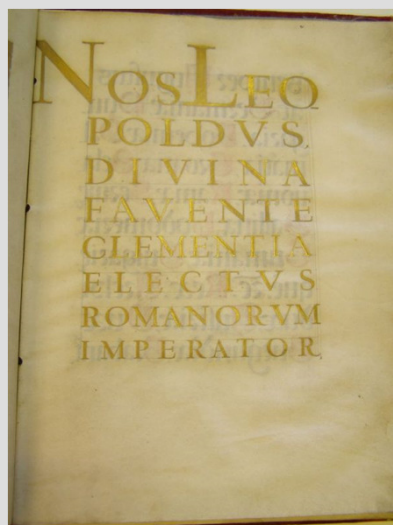 NOS LEO
POLDVS.
DIVINA
FAVENTE
CLEMENTIA
ELECTVS
ROMANORVM
IMPERATOR.